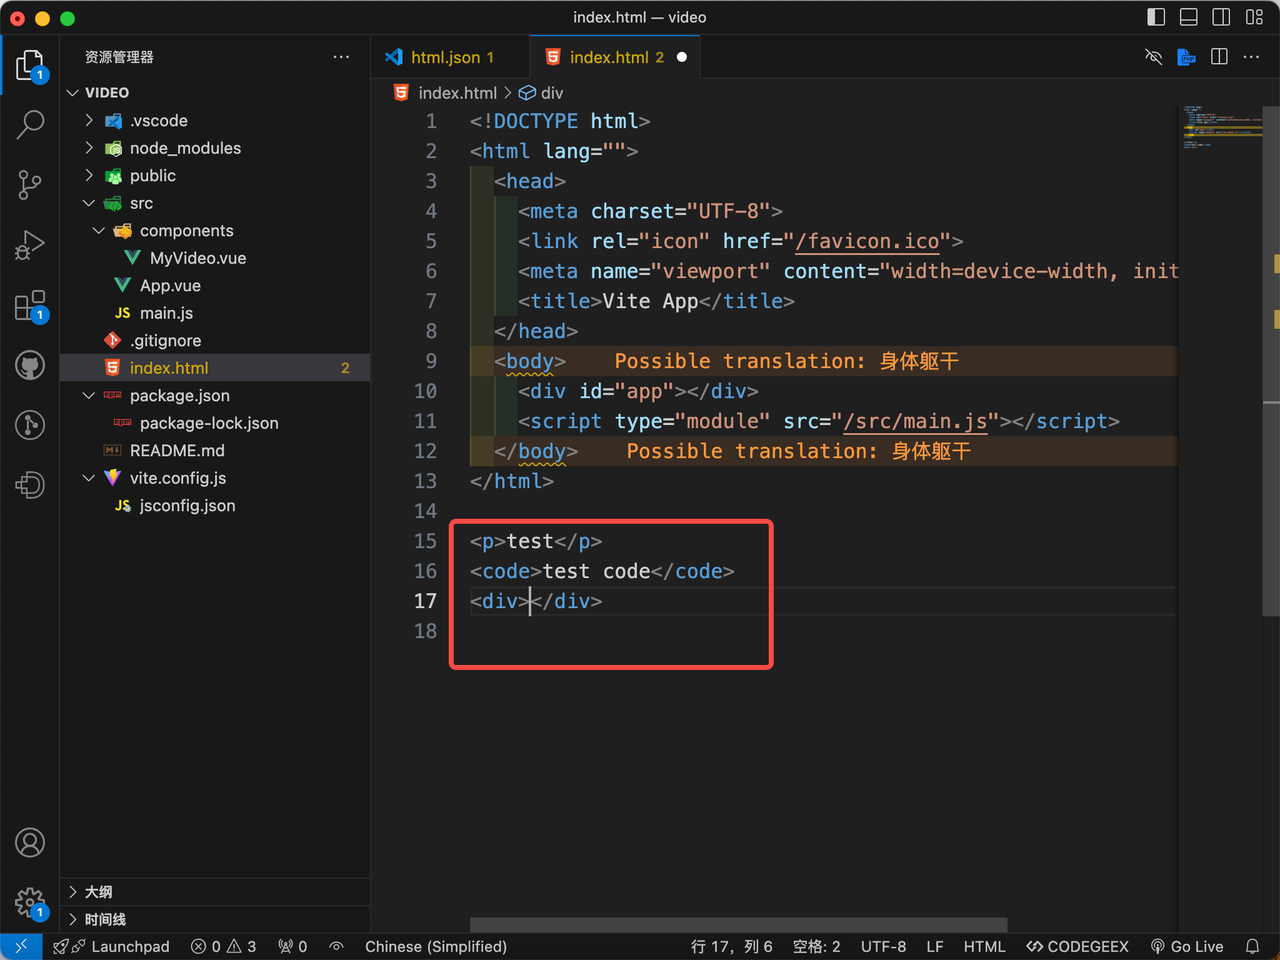 index.html — video
资源管理器
html.json 1
index.html 2
VIDEO
index.html > div
.vscode
node_modules
public
src
components
MyVideo.vue
App.vue
JS main.js
.gitignore
index.html 2
package.json
package-lock.json
README.md
vite.config.js
JS jsconfig.json
大纲
时间线
1 <!DOCTYPE html>
2 <html lang="">
3 <head>
4 <meta charset="UTF-8">
5 <link rel="icon" href="/favicon.ico">
6 <meta name="viewport" content="width=device-width, init
7 <title>Vite App</title>
8 </head>
9 <body> Possible translation: 身体躯干
10 <div id="app"></div>
11 <script type="module" src="/src/main.js"></script>
12 </body> Possible translation: 身体躯干
13 </html>
14
15 <p>test</p>
16 <code>test code</code>
17 <div></div>
18
1
1
1
Launchpad 0 3 0 Chinese (Simplified) 行 17，列 6 空格: 2 UTF-8 LF HTML CODEGEEX Go Live